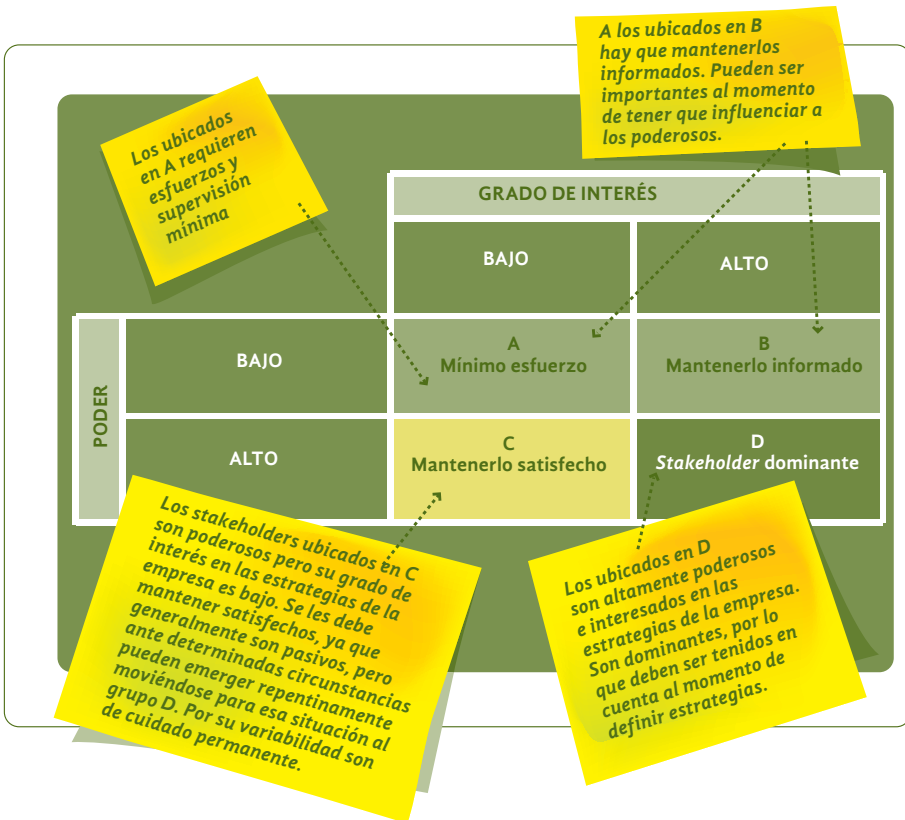 A los ubicados en B
hay que mantenerlos
informados. Pueden ser
importantes al momento
de tener que influenciar a
los poderosos.
Los ubicados
en A requieren
esfuerzos y
supervisión
mínima
GRADO DE INTERÉS
BAJO
ALTO
PODER
BAJO
A
Mínimo esfuerzo
B
Mantenerlo informado
ALTO
C
Mantenerlo satisfecho
D
Stakeholder dominante
Los stakeholders ubicados en C
son poderosos pero su grado de
interés en las estrategias de la
empresa es bajo. Se les debe
mantener satisfechos, ya que
generalmente son pasivos, pero
ante determinadas circunstancias
pueden emerger repentinamente
moviéndose para esa situación al
grupo D. Por su variabilidad son
de cuidado permanente.
Los ubicados en D
son altamente poderosos
e interesados en las
estrategias de la empresa.
Son dominantes, por lo
que deben ser tenidos en
cuenta al momento de
definir estrategias.